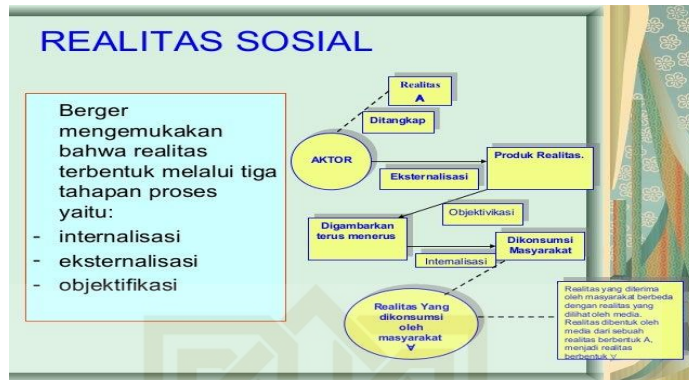 REALITAS SOSIAL
Berger
mengemukakan
bahwa realitas
terbentuk melalui tiga
tahapan proses
yaitu:
- internalisasi
- eksternalisasi
- objektifikasi
Realitas
A
Ditangkap
AKTOR
Eksternalisasi
Produk Realitas.
Objektivikasi
Digambarkan
terus menerus
Internalisasi
Dikonsumsi
Masyarakat
Realitas Yang
dikonsumsi
oleh
masyarakat
∀
Realitas yang diterima
oleh masyarakat berbeda
dengan realitas yang
dilihat oleh media.
Realitas dibentuk oleh
media dari sebuah
realitas berbentuk A,
menjadi realitas
berbentuk ∀